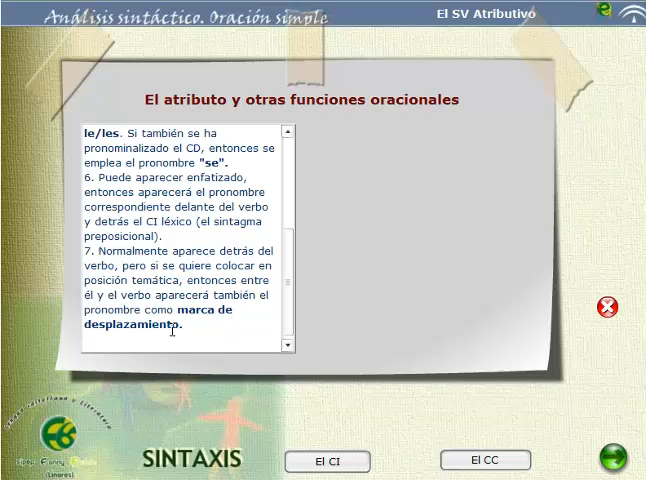 Análisis sintáctico. Oración simple
El SV Atributivo
El atributo y otras funciones oracionales
le/les. Si también se ha
pronominalizado el CD, entonces se
emplea el pronombre "se".
6. Puede aparecer enfatizado,
entonces aparecerá el pronombre
correspondiente delante del verbo
y detrás el CI léxico (el sintagma
preposicional).
7. Normalmente aparece detrás del
verbo, pero si se quiere colocar en
posición temática, entonces entre
él y el verbo aparecerá también el
pronombre como marca de
desplazamiento.
Lengua castellana y Literatura
(Linares)
SINTAXIS
El CI
El CC